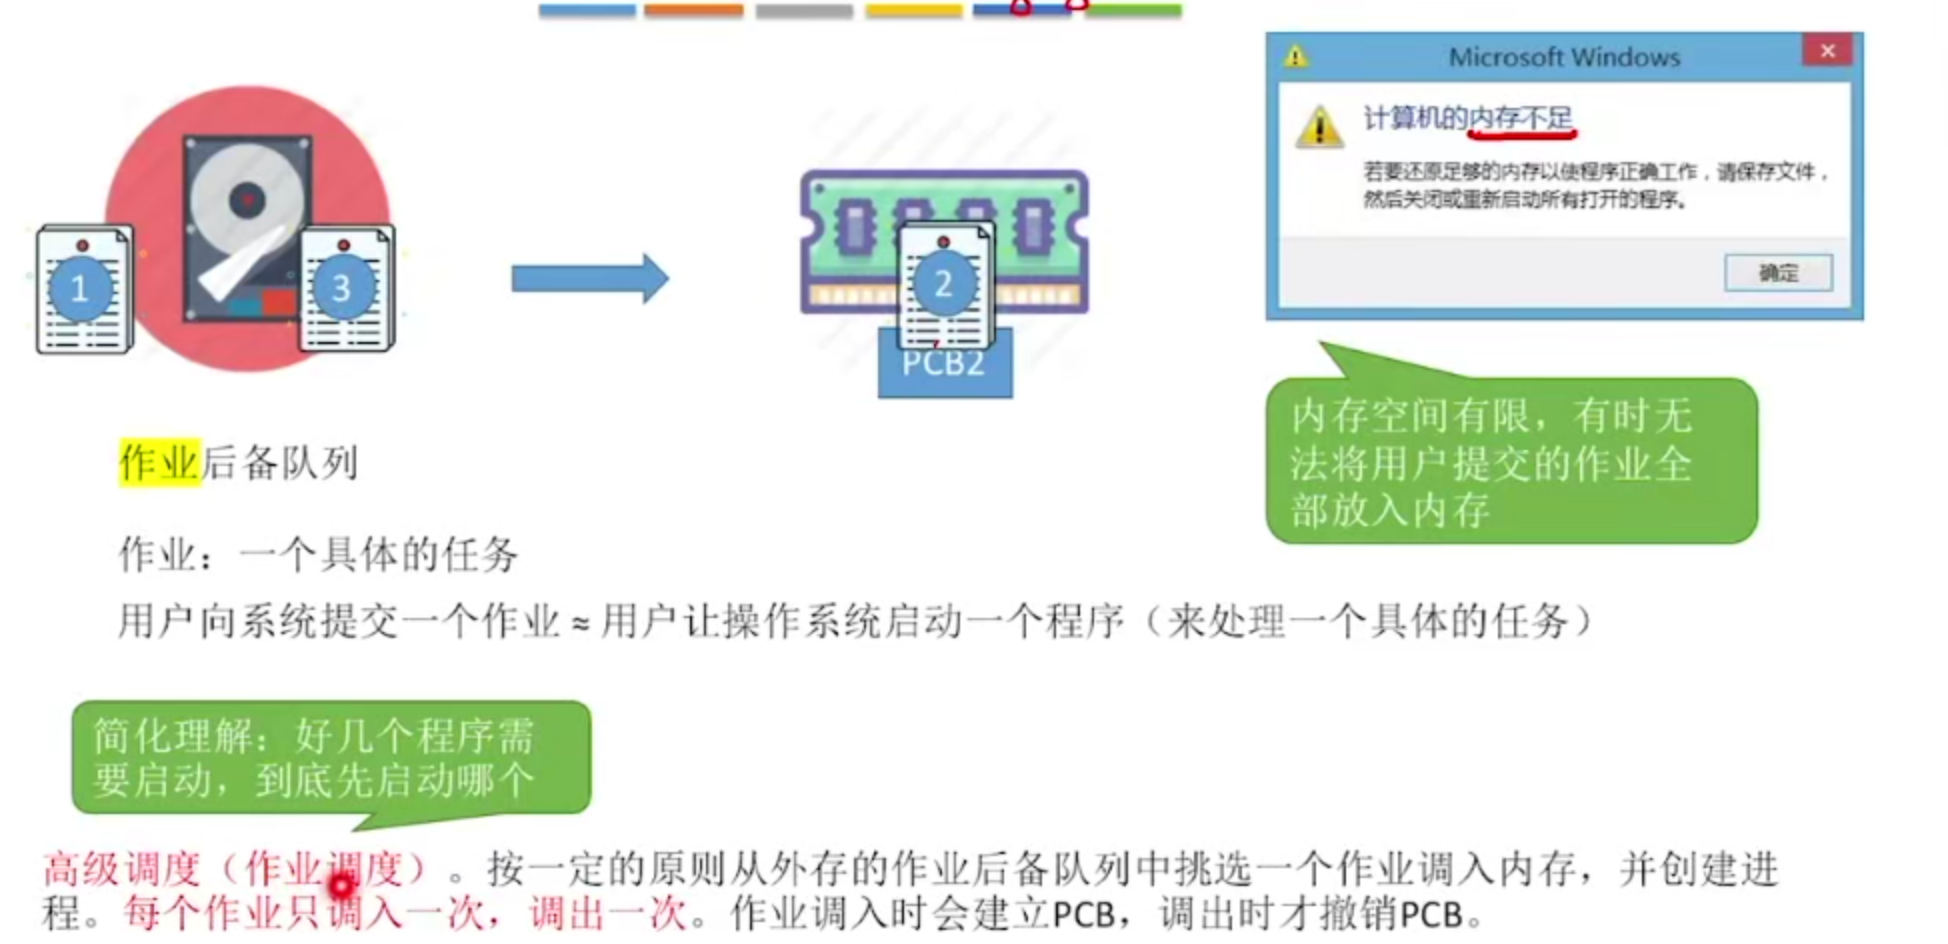 Microsoft Windows
计算机的内存不足
若要还原足够的内存以使程序正确工作，请保存文件，
然后关闭或重新启动所有打开的程序。
确定
1
3
2
PCB2
内存空间有限，有时无
法将用户提交的作业全
部放入内存
作业后备队列
作业：一个具体的任务
用户向系统提交一个作业 ≈ 用户让操作系统启动一个程序（来处理一个具体的任务）
简化理解：好几个程序需
要启动，到底先启动哪个
高级调度（作业调度）。按一定的原则从外存的作业后备队列中挑选一个作业调入内存，并创建进
程。每个作业只调入一次，调出一次。作业调入时会建立PCB，调出时才撤销PCB。